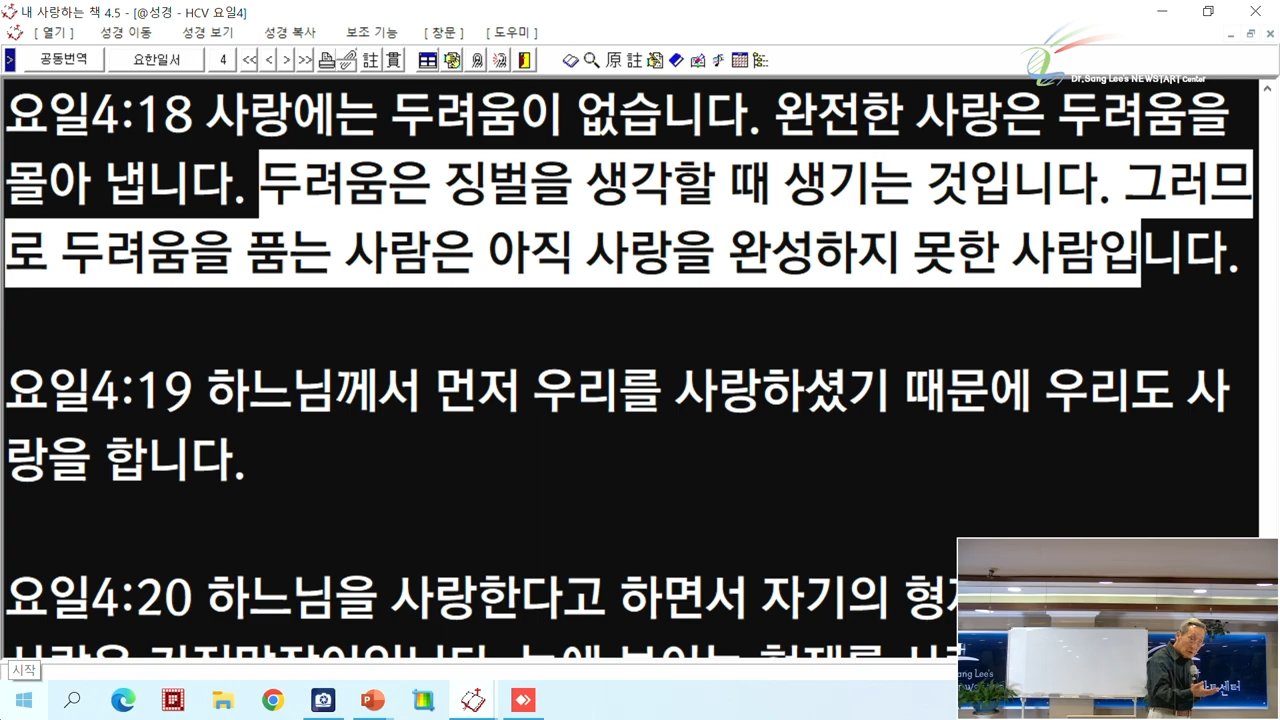 내 사랑하는 책 4.5 - [@성경 - HCV 요일4]
[ 열기 ] 성경 이동 성경 보기 성경 복사 보조 기능 [ 창문 ] [ 도우미 ]
공동번역 요한일서 4 << < > >> 註 貫 原 註
Dr.Sang Lee's NEWSTART Center
요일4:18 사랑에는 두려움이 없습니다. 완전한 사랑은 두려움을
몰아 냅니다. 두려움은 징벌을 생각할 때 생기는 것입니다. 그러므
로 두려움을 품는 사람은 아직 사랑을 완성하지 못한 사람입니다.
요일4:19 하느님께서 먼저 우리를 사랑하셨기 때문에 우리도 사
랑을 합니다.
요일4:20 하느님을 사랑한다고 하면서 자기의
시작